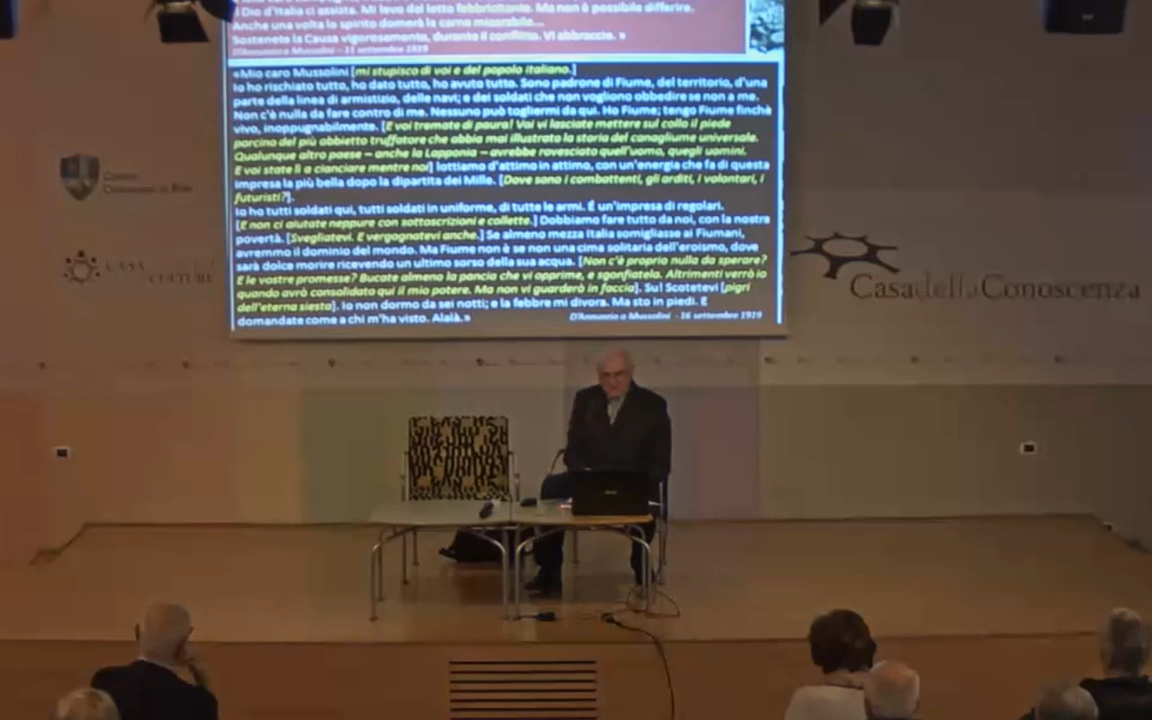 il Dio d'Italia ci assista. Mi levo dal letto febbricitante. Ma non è possibile differire.
Anche una volta lo spirito domerà la carne miserabile...
Sostenete la Causa vigorosamente, durante il conflitto. Vi abbraccio. »
D'Annunzio a Mussolini – 11 settembre 1919
«Mio caro Mussolini [mi stupisco di voi e del popolo italiano.]
Io ho rischiato tutto, ho dato tutto, ho avuto tutto. Sono padrone di Fiume, del territorio, d'una
parte della linea di armistizio, delle navi; e dei soldati che non vogliono obbedire se non a me.
Non c'è nulla da fare contro di me. Nessuno può togliermi da qui. Ho Fiume; tengo Fiume finché
vivo, inoppugnabilmente. [E voi tremate di paura! Voi vi lasciate mettere sul collo il piede
porcino del più abbietto truffatore che abbia mai illustrato la storia del canagliume universale.
Qualunque altro paese – anche la Lapponia – avrebbe rovesciato quell'uomo, quegli uomini.
E voi state lì a cianciare mentre noi] lottiamo d'attimo in attimo, con un'energia che fa di questa
impresa la più bella dopo la dipartita dei Mille. [Dove sono i combattenti, gli arditi, i volontari, i
futuristi?].
Io ho tutti soldati qui, tutti soldati in uniforme, di tutte le armi. È un'impresa di regolari.
[E non ci aiutate neppure con sottoscrizioni e collette.] Dobbiamo fare tutto da noi, con la nostra
povertà. [Svegliatevi. E vergognatevi anche.] Se almeno mezza Italia somigliasse ai Fiumani,
avremmo il dominio del mondo. Ma Fiume non è se non una cima solitaria dell'eroismo, dove
sarà dolce morire ricevendo un ultimo sorso della sua acqua. [Non c'è proprio nulla da sperare?
E le vostre promesse? Bucate almeno la pancia che vi opprime, e sgonfiatela. Altrimenti verrò io
quando avrò consolidato qui il mio potere. Ma non vi guarderò in faccia]. Su! Scotetevi [pigri
dell'eterna siesta]. Io non dormo da sei notti; e la febbre mi divora. Ma sto in piedi. E
domandate come a chi m'ha visto. Alalà.»
D'Annunzio a Mussolini - 16 settembre 1919
CASA
CULTURE
CasadellaConoscenza